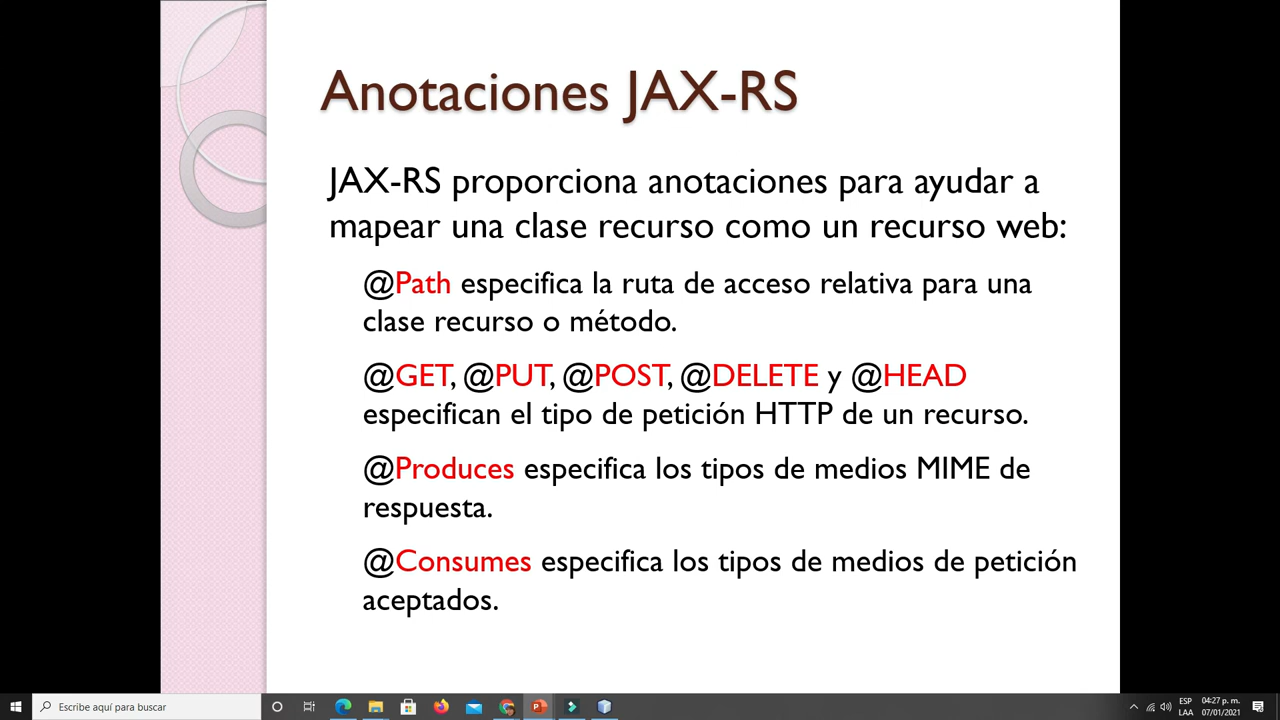 Anotaciones JAX-RS
JAX-RS proporciona anotaciones para ayudar a
mapear una clase recurso como un recurso web:
@Path especifica la ruta de acceso relativa para una
clase recurso o método.
@GET, @PUT, @POST, @DELETE y @HEAD
especifican el tipo de petición HTTP de un recurso.
@Produces especifica los tipos de medios MIME de
respuesta.
@Consumes especifica los tipos de medios de petición
aceptados.
Escribe aquí para buscar
ESP
LAA
04:27 p. m.
07/01/2021